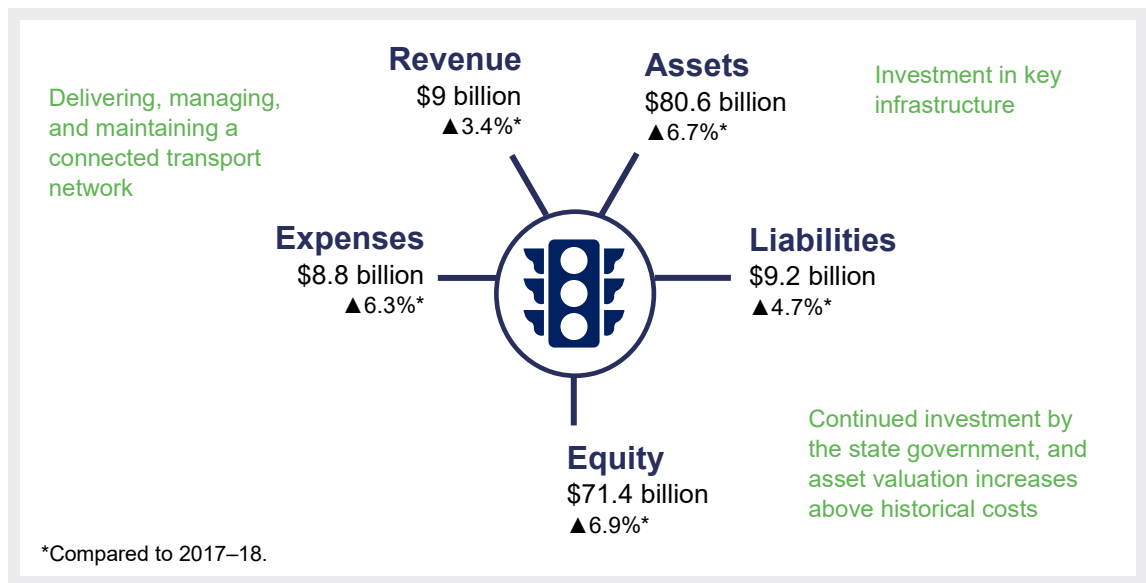 Delivering, managing,
and maintaining a
connected transport
network
Revenue
$9 billion
▲3.4%*
Assets
$80.6 billion
▲6.7%*
Investment in key
infrastructure
Expenses
$8.8 billion
▲6.3%*
Liabilities
$9.2 billion
▲4.7%*
Equity
$71.4 billion
▲6.9%*
Continued investment by
the state government, and
asset valuation increases
above historical costs
*Compared to 2017–18.